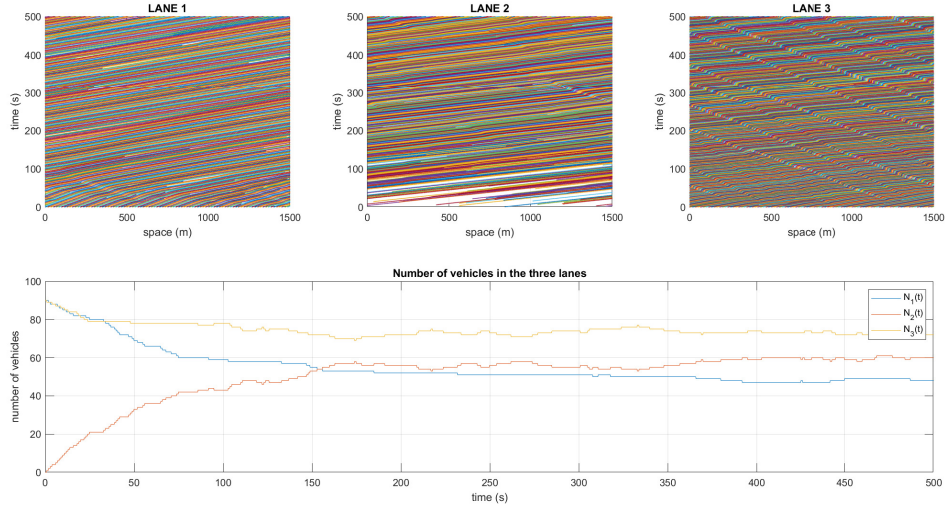 LANE 1
LANE 2
LANE 3
500
400
300
200
100
0
time (s)
0 500 1000 1500
space (m)
500
400
300
200
100
0
time (s)
0 500 1000 1500
space (m)
500
400
300
200
100
0
time (s)
0 500 1000 1500
space (m)
Number of vehicles in the three lanes
100
80
60
40
20
0
number of vehicles
N₁(t)
N₂(t)
N₃(t)
0 50 100 150 200 250 300 350 400 450 500
time (s)